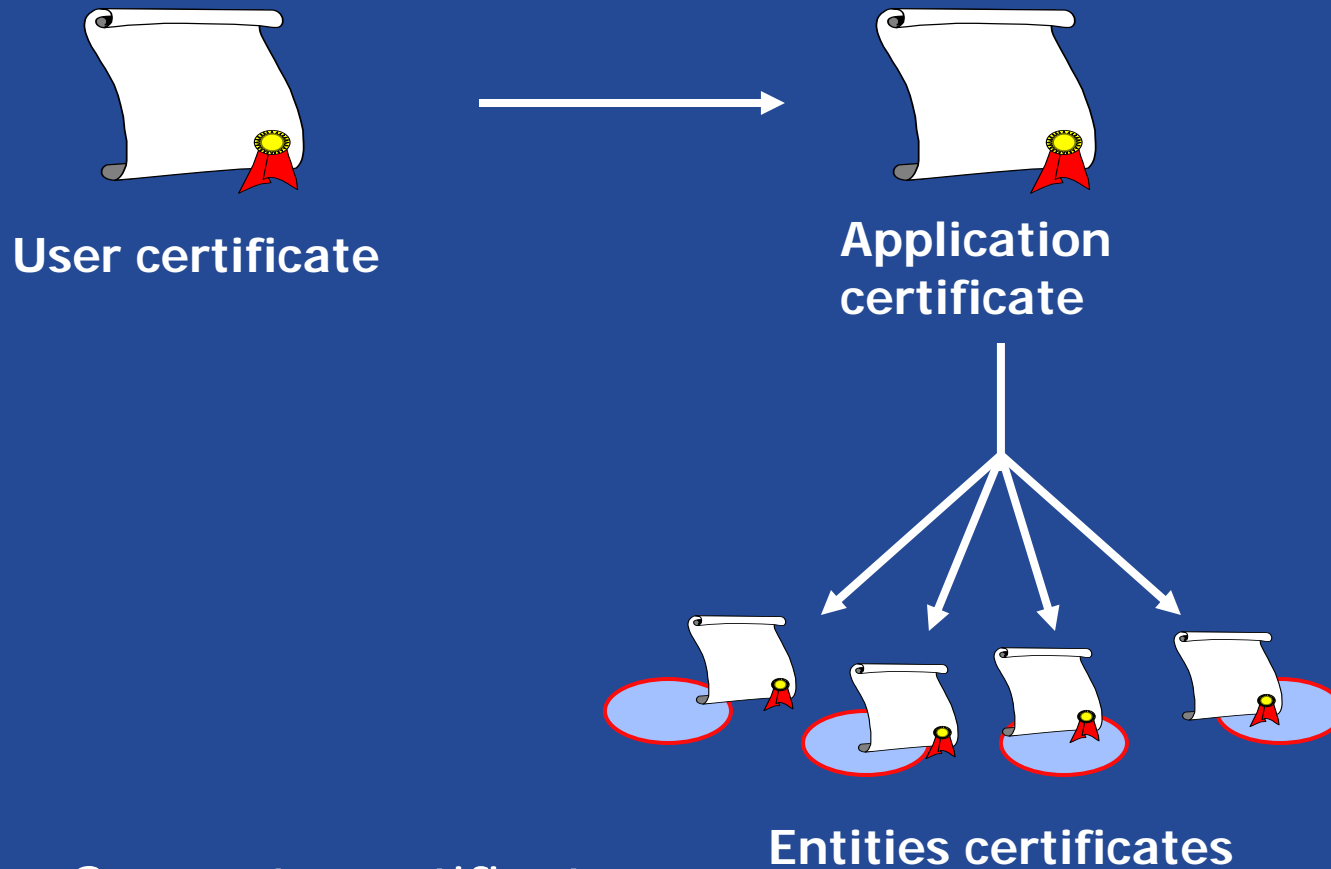 User certificate
Application
certificate
Entities certificates